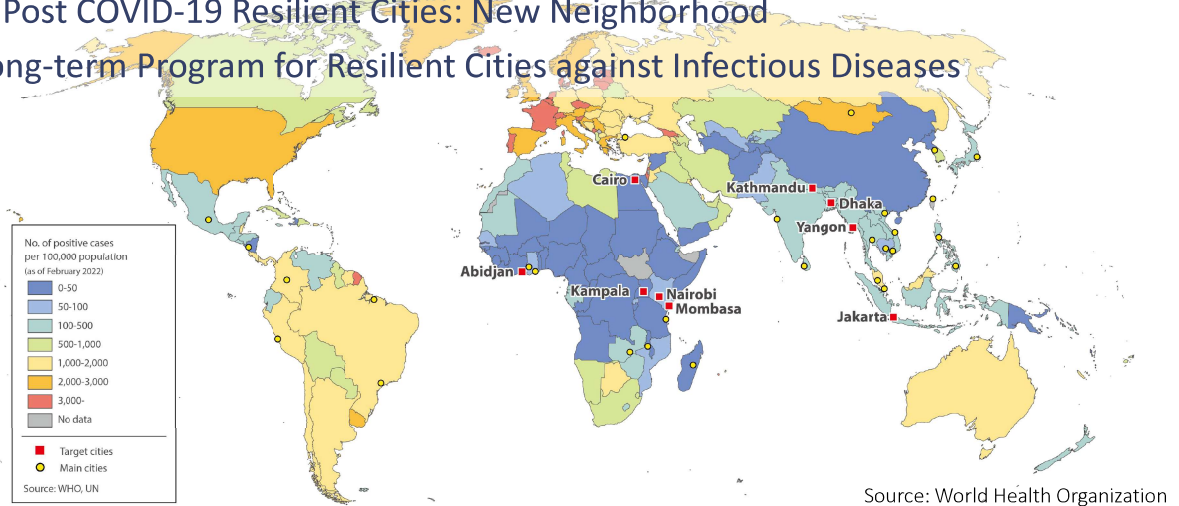 Post COVID-19 Resilient Cities: New Neighborhood
ong-term Program for Resilient Cities against Infectious Diseases
Cairo
Kathmandu
Dhaka
Yangon
Abidjan
Kampala
Nairobi
Mombasa
Jakarta
No. of positive cases
per 100,000 population
(as of February 2022)
0-50
50-100
100-500
500-1,000
1,000-2,000
2,000-3,000
3,000-
No data
Target cities
Main cities
Source: WHO, UN
Source: World Health Organization